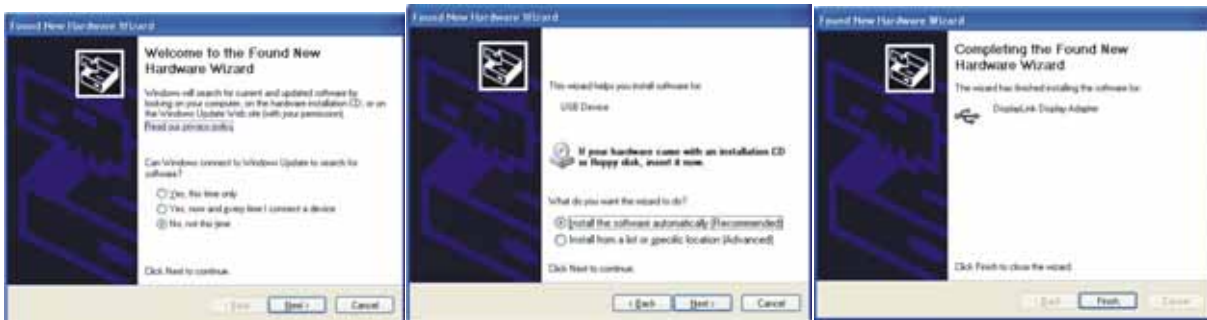 Found New Hardware Wizard
Welcome to the Found New
Hardware Wizard
Windows will search for current and updated software by
looking on your computer, on the hardware installation CD, or on
the Windows Update Web site (with your permission).
Read our privacy policy
Can Windows connect to Windows Update to search for
software?
Yes, this time only
Yes, now and every time I connect a device
No, not this time
Click Next to continue.
< Back
Next >
Cancel
Found New Hardware Wizard
This wizard helps you install software for:
USB Device
If your hardware came with an installation CD
or floppy disk, insert it now.
What do you want the wizard to do?
Install the software automatically (Recommended)
Install from a list or specific location (Advanced)
Click Next to continue.
< Back
Next >
Cancel
Found New Hardware Wizard
Completing the Found New
Hardware Wizard
The wizard has finished installing the software for:
DisplayLink Display Adapter
Click Finish to close the wizard.
< Back
Finish
Cancel